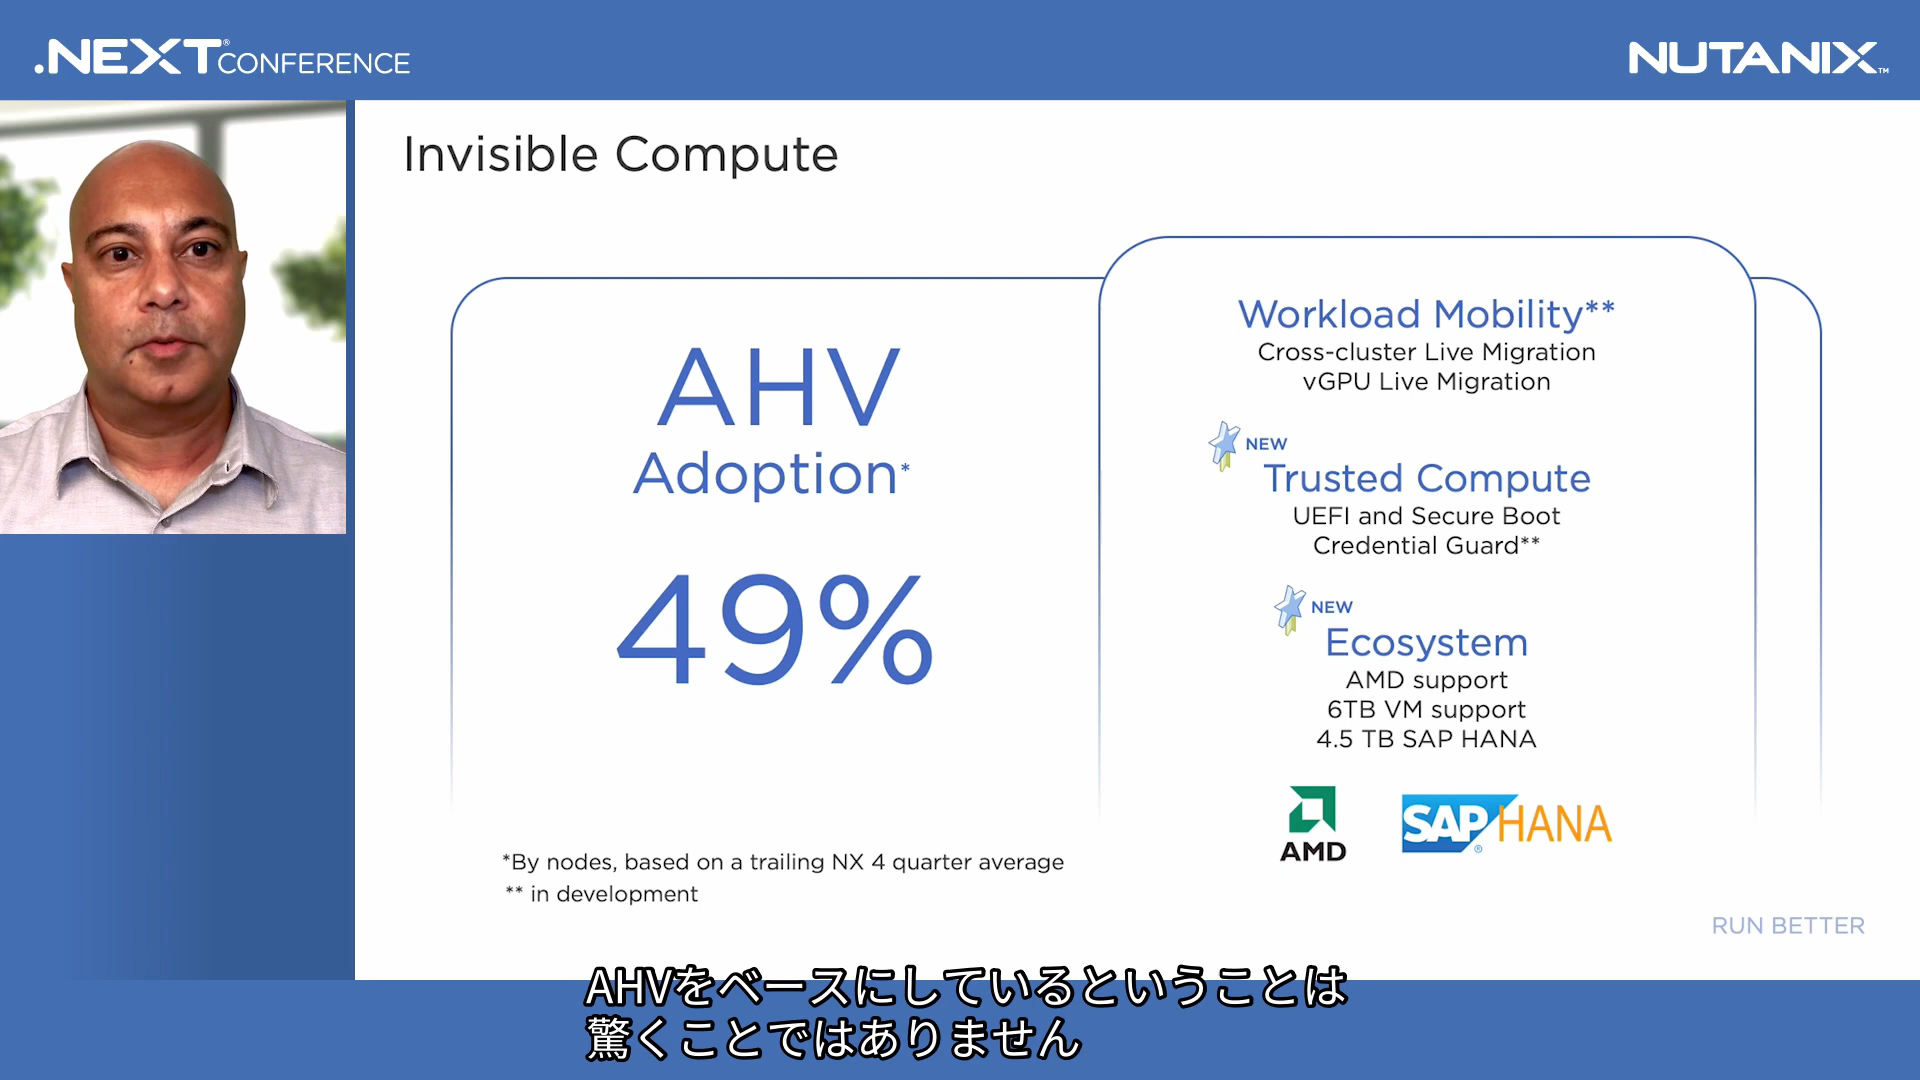 .NEXT® CONFERENCE
NUTANIX™
Invisible Compute
AHV
Adoption*
49%
Workload Mobility**
Cross-cluster Live Migration
vGPU Live Migration
NEW
Trusted Compute
UEFI and Secure Boot
Credential Guard**
NEW
Ecosystem
AMD support
6TB VM support
4.5 TB SAP HANA
AMD
SAP® HANA
*By nodes, based on a trailing NX 4 quarter average
** in development
RUN BETTER
AHVをベースにしているということは
驚くことではありません